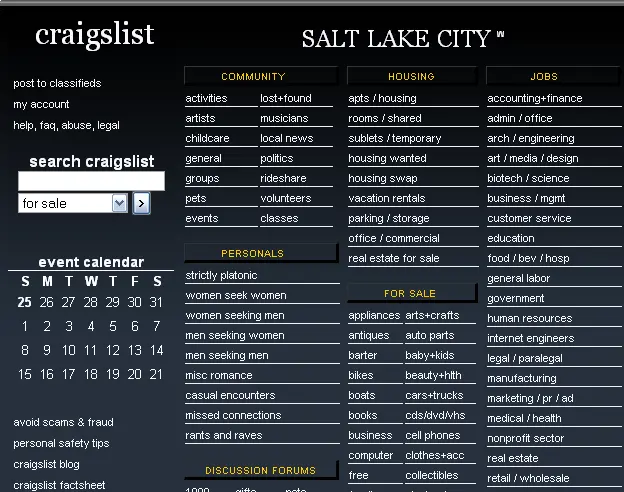 craigslist
post to classifieds
my account
help, faq, abuse, legal
search craigslist
for sale
>
event calendar
S M T W T F S
25 26 27 28 29 30 31
1 2 3 4 5 6 7
8 9 10 11 12 13 14
15 16 17 18 19 20 21
avoid scams & fraud
personal safety tips
craigslist blog
craigslist factsheet
SALT LAKE CITY w
COMMUNITY
activities lost+found
artists musicians
childcare local news
general politics
groups rideshare
pets volunteers
events classes
PERSONALS
strictly platonic
women seek women
women seeking men
men seeking women
men seeking men
misc romance
casual encounters
missed connections
rants and raves
DISCUSSION FORUMS
1000 gifts pets
HOUSING
apts / housing
rooms / shared
sublets / temporary
housing wanted
housing swap
vacation rentals
parking / storage
office / commercial
real estate for sale
FOR SALE
appliances arts+crafts
antiques auto parts
barter baby+kids
bikes beauty+hlth
boats cars+trucks
books cds/dvd/vhs
business cell phones
computer clothes+acc
free collectibles
JOBS
accounting+finance
admin / office
arch / engineering
art / media / design
biotech / science
business / mgmt
customer service
education
food / bev / hosp
general labor
government
human resources
internet engineers
legal / paralegal
manufacturing
marketing / pr / ad
medical / health
nonprofit sector
real estate
retail / wholesale